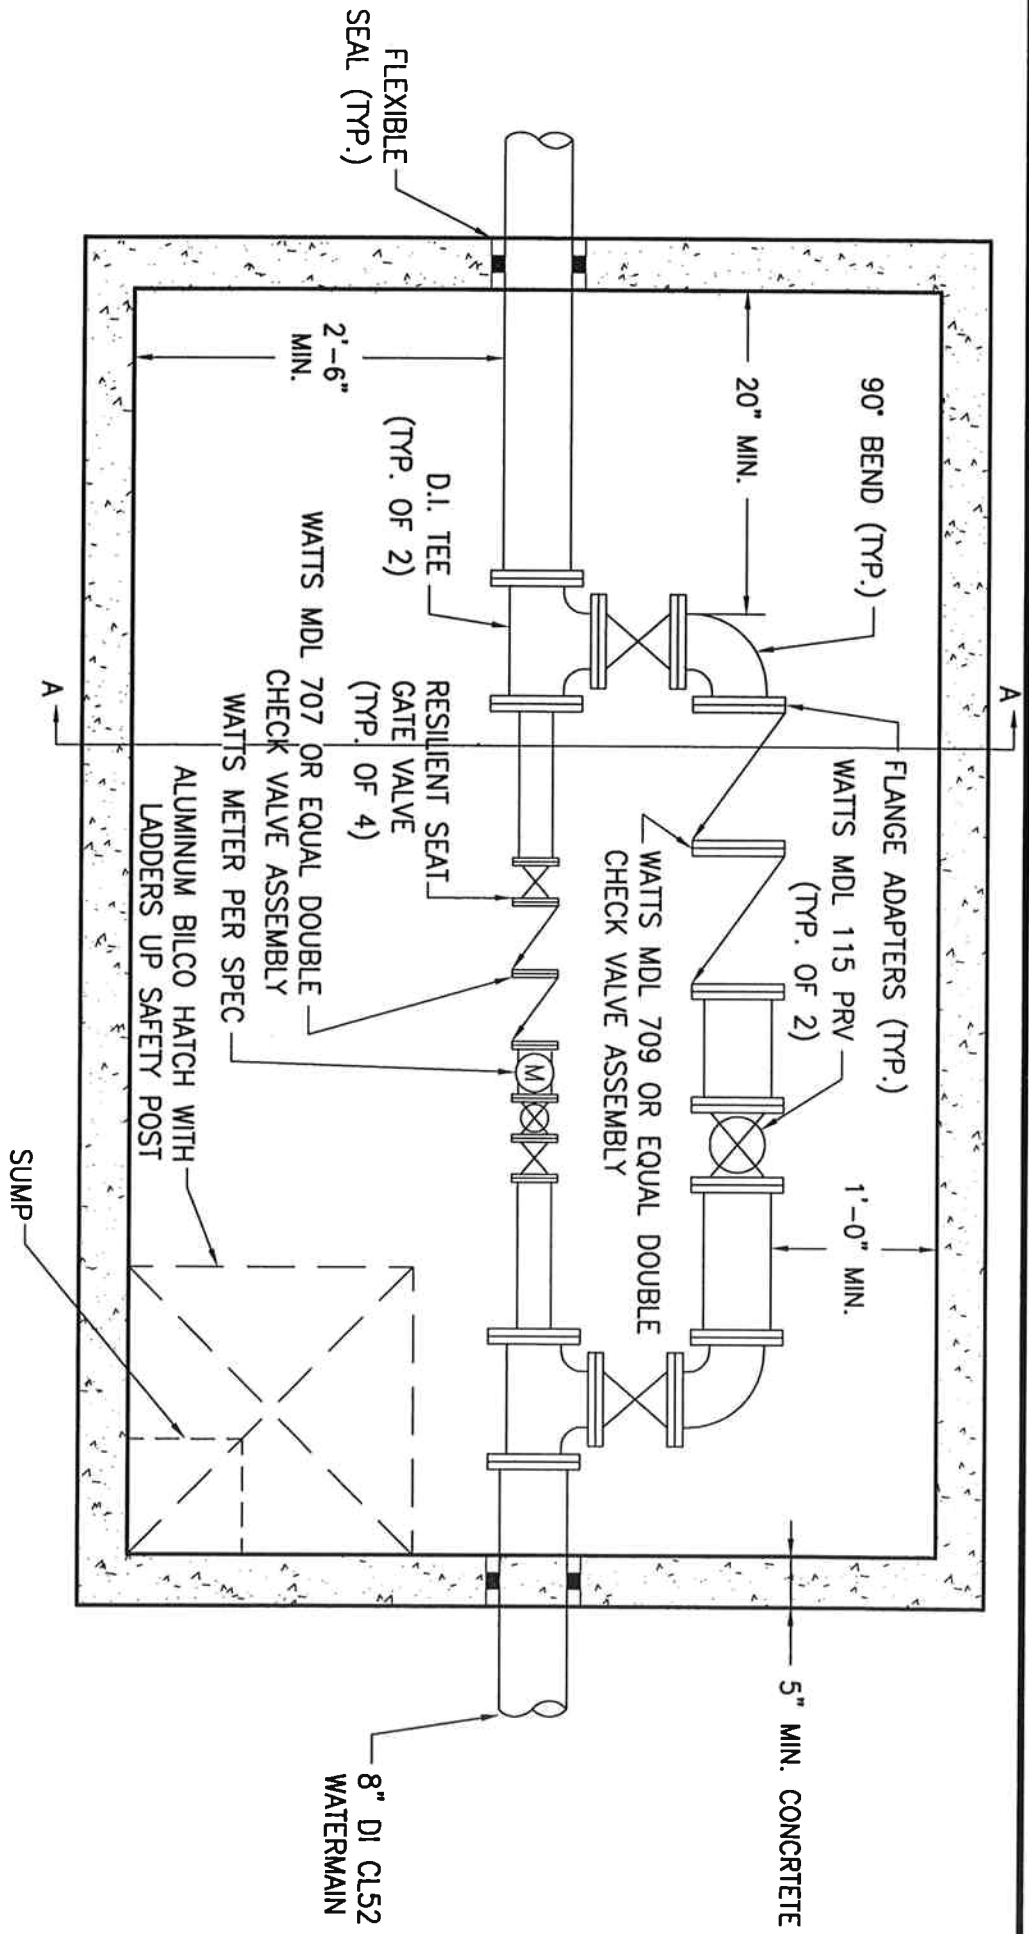 FLEXIBLE
SEAL (TYP.)
20" MIN.
90° BEND (TYP.)
2'-6"
MIN.
D.I. TEE
(TYP. OF 2)
A
A
FLANGE ADAPTERS (TYP.)
WATTS MDL 115 PRV
(TYP. OF 2)
WATTS MDL 709 OR EQUAL DOUBLE
CHECK VALVE ASSEMBLY
1'-0" MIN.
RESILIENT SEAT
GATE VALVE
(TYP. OF 4)
WATTS MDL 707 OR EQUAL DOUBLE
CHECK VALVE ASSEMBLY
WATTS METER PER SPEC
M
ALUMINUM BILCO HATCH WITH
LADDERS UP SAFETY POST
SUMP
5" MIN. CONCRTETE
8" DI CL52
WATERMAIN